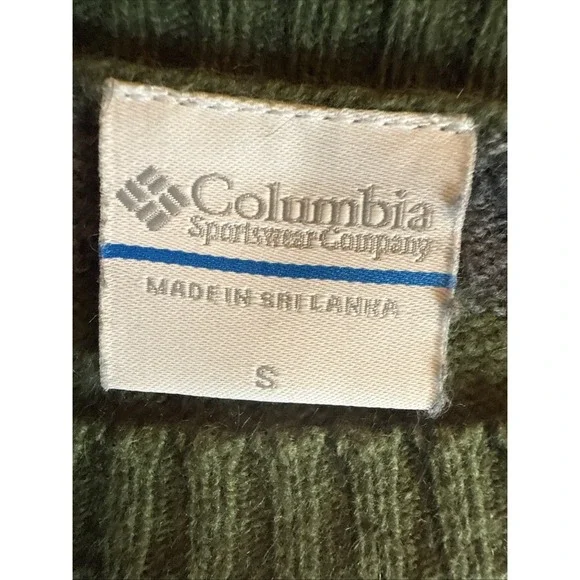 Columbia
Sportswear Company
MADE IN SRI LANKA
S